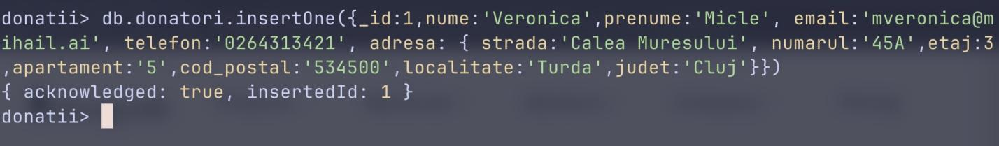 donatii> db.donatori.insertOne({_id:1,nume:'Veronica',prenume:'Micle', email:'mveronica@m
ihail.ai', telefon:'0264313421', adresa: { strada:'Calea Muresului', numarul:'45A',etaj:3
,apartament:'5',cod_postal:'534500',localitate:'Turda',judet:'Cluj'}})
{ acknowledged: true, insertedId: 1 }
donatii>